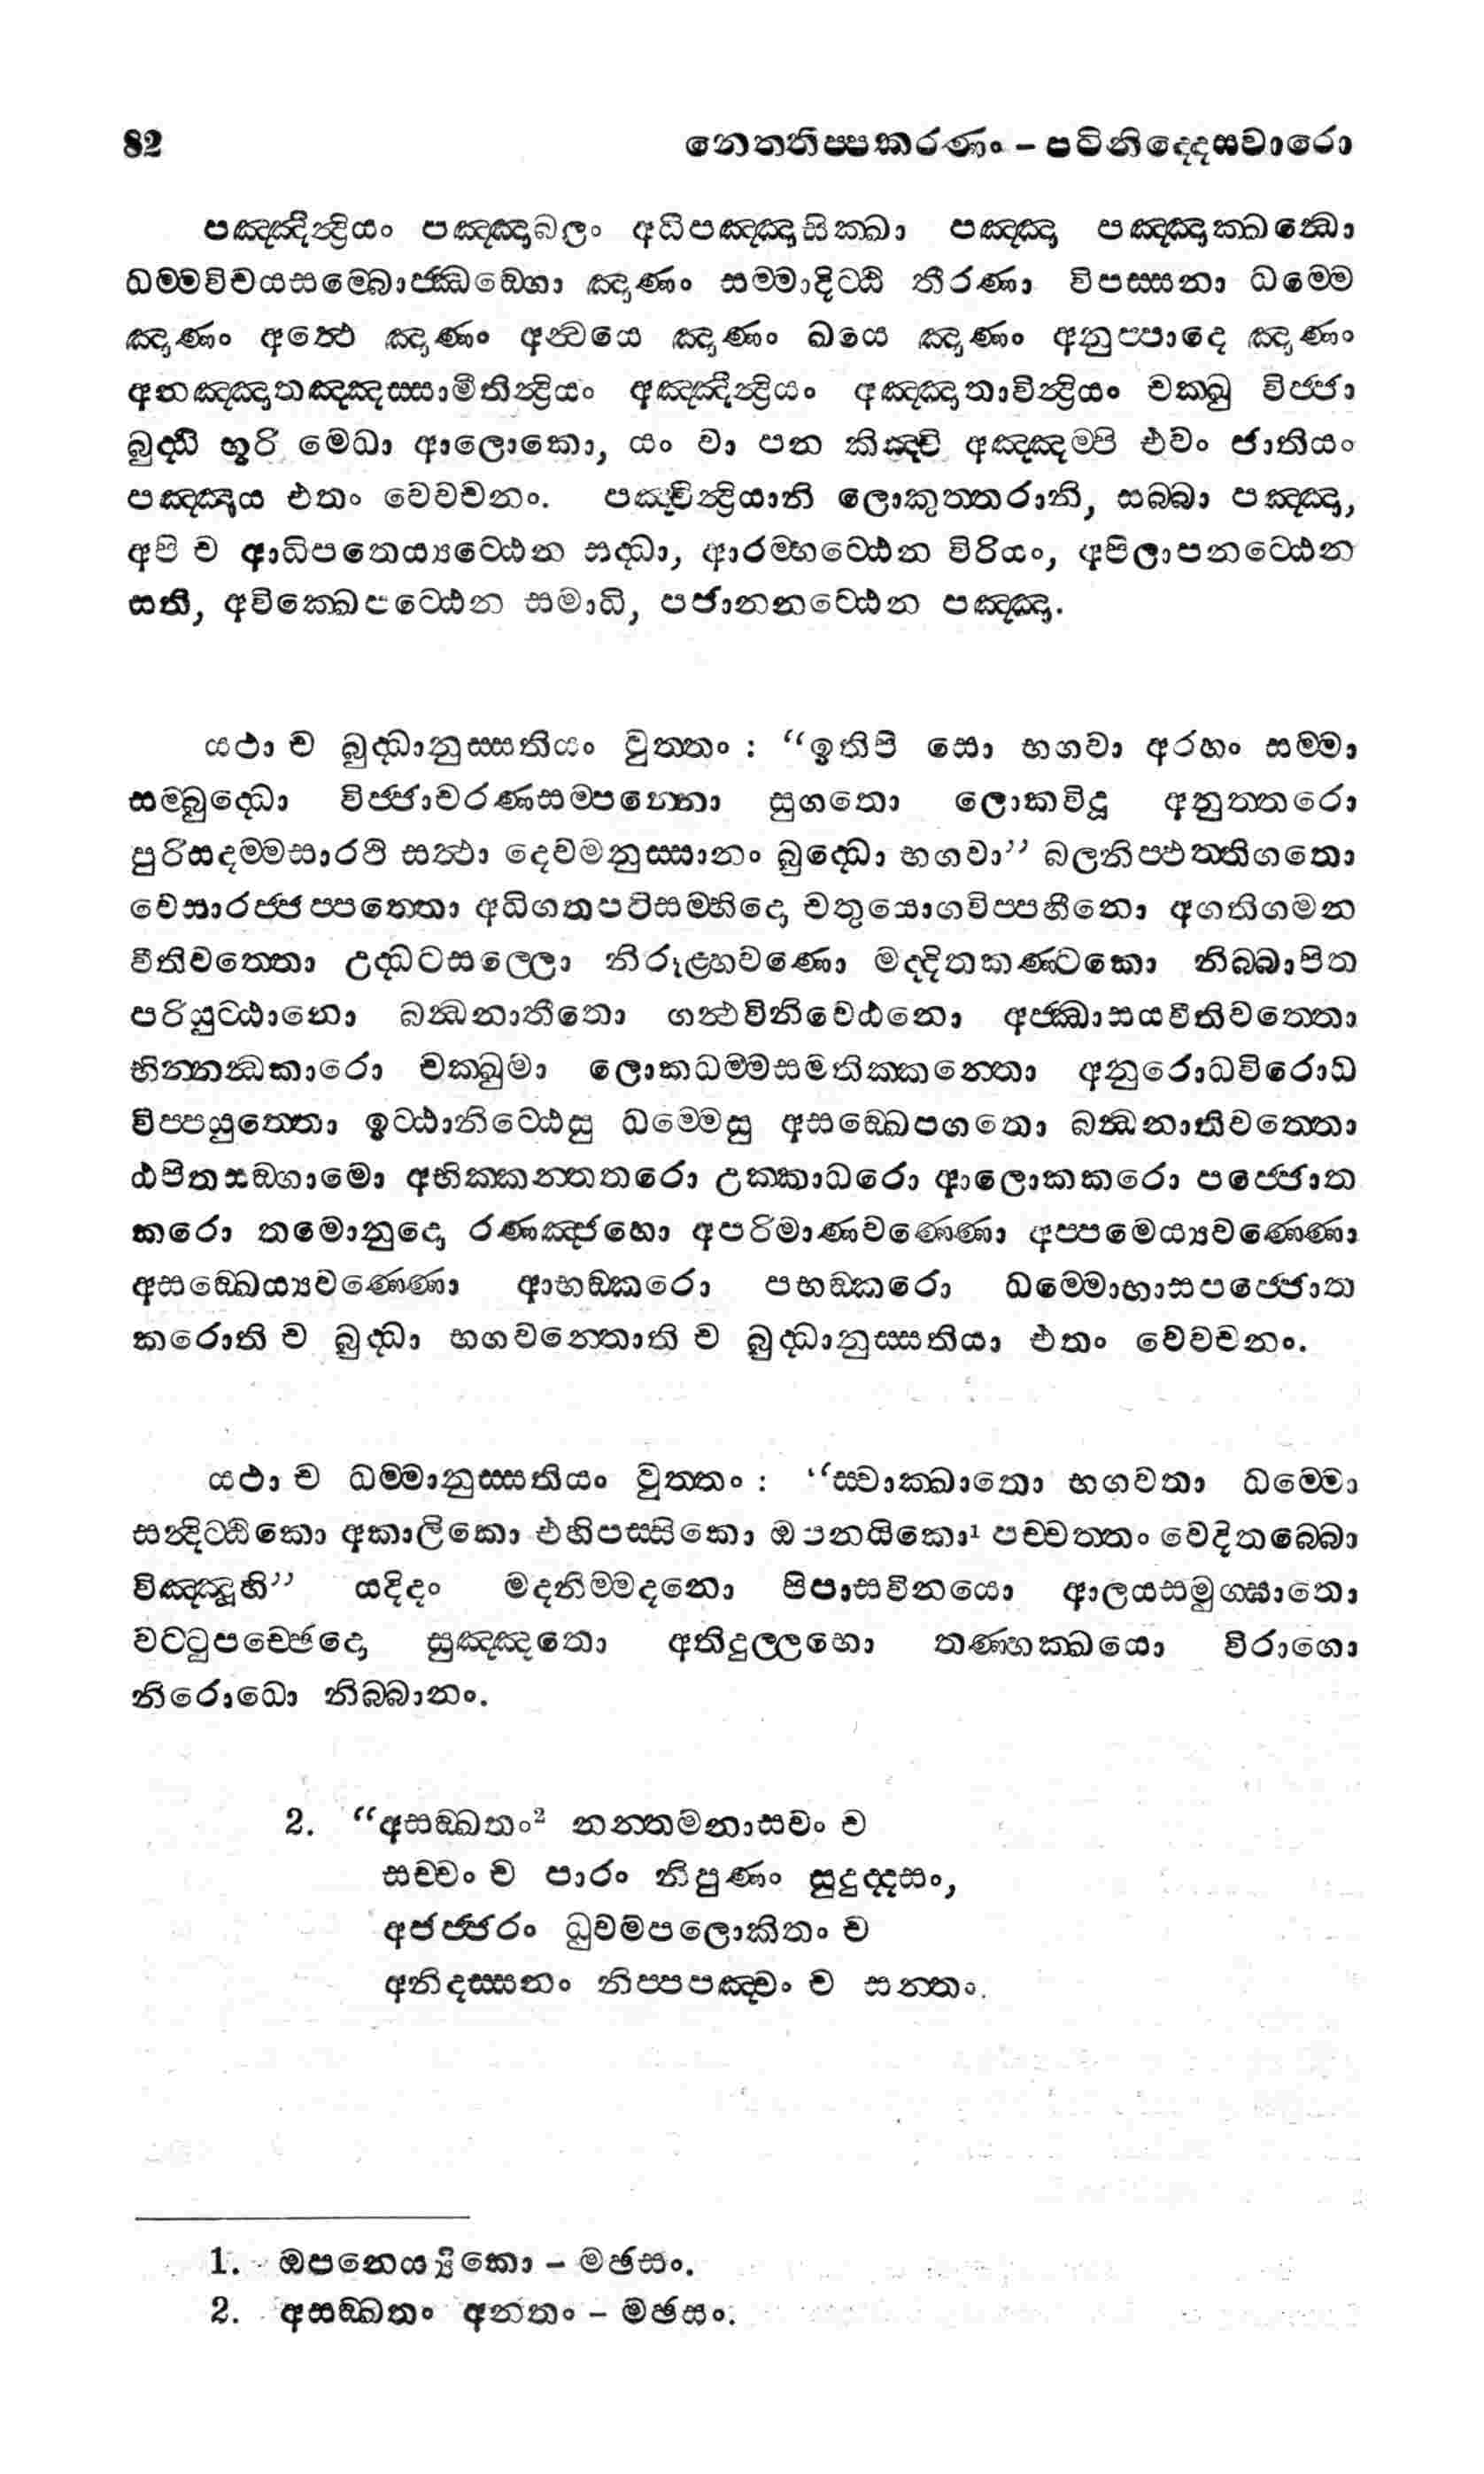 82 නෙත්තිප්පකරණං – පටිනිද්දෙසවාරො
පඤ්ඤින්ද්‍රියං පඤ්ඤාබලං අධිපඤ්ඤාසික්ඛා පඤ්ඤා පඤ්ඤාක්ඛන්ධො
ධම්මවිචයසම්බොජ්ඣඞ්ගො ඤාණං සම්මාදිට්ඨි තීරණා විපස්සනා ධම්මෙ
ඤාණං අත්ථෙ ඤාණං අන්වයෙ ඤාණං ඛයෙ ඤාණං අනුප්පාදෙ ඤාණං
අනඤ්ඤාතඤ්ඤස්සාමීතින්ද්‍රියං අඤ්ඤින්ද්‍රියං අඤ්ඤාතාවින්ද්‍රියං චක්ඛු විජ්ජා
බුද්ධි භූරි මෙධා ආලොකො, යං වා පන කිඤ්චි අඤ්ඤම්පි එවං ජාතියං
පඤ්ඤාය එතං වෙවචනං. පඤ්චින්ද්‍රියානි ලොකුත්තරානි, සබ්බා පඤ්ඤා,
අපි ච ආධිපතෙය්‍යට්ඨෙන සද්ධා, ආරම්භට්ඨෙන විරියං, අපිලාපනට්ඨෙන
සති, අවික්ඛෙපට්ඨෙන සමාධි, පජානනට්ඨෙන පඤ්ඤා.
යථා ච බුද්ධානුස්සතියං වුත්තං : “ඉතිපි සො භගවා අරහං සම්මා
සම්බුද්ධො විජ්ජාචරණසම්පන්නො සුගතො ලොකවිදූ අනුත්තරො
පුරිසදම්මසාරථි සත්ථා දෙවමනුස්සානං බුද්ධො භගවා” බලනිප්ඵත්තිගතො
වෙසාරජ්ජප්පත්තො අධිගතපටිසම්භිදො චතුයොගවිප්පහීනො අගතිගමන
වීතිවත්තො උද්ධටසල්ලො නිරූළ්හවණො මද්දිතකණ්ටකො නිබ්බාපිත
පරියුට්ඨානො බන්ධනාතීතො ගන්ථවිනිවෙඨනො අජ්ඣාසයවීතිවත්තො
භින්නන්ධකාරො චක්ඛුමා ලොකධම්මසමතික්කන්තො අනුරොධවිරොධ
විප්පයුත්තො ඉට්ඨානිට්ඨෙසු ධම්මෙසු අසඞ්ඛෙපගතො බන්ධනාතිවත්තො
ඨපිතසඞ්ගාමො අභික්කන්තතරො උක්කාධරො ආලොකකරො පජ්ජොත
කරො තමොනුදො රණඤ්ජහො අපරිමාණවණ්ණො අප්පමෙය්‍යවණ්ණො
අසඞ්ඛෙය්‍යවණ්ණො ආභඞ්කරො පභඞ්කරො ධම්මොභාසපජ්ජොත
කරොති ච බුද්ධා භගවන්තොති ච බුද්ධානුස්සතියා එතං වෙවචනං.
යථා ච ධම්මානුස්සතියං වුත්තං : “ස්වාක්ඛාතො භගවතා ධම්මො
සන්දිට්ඨිකො අකාලිකො එහිපස්සිකො ඔපනයිකො¹ පච්චත්තං වෙදිතබ්බො
විඤ්ඤූහි” යදිදං මදනිම්මදනො පිපාසවිනයො ආලයසමුග්ඝාතො
වට්ටුපච්ඡෙදො සුඤ්ඤතො අතිදුල්ලභො තණ්හක්ඛයො විරාගො
නිරොධො නිබ්බානං.
2. “අසඞ්ඛතං² නන්තමනාසවං ච
සච්චං ච පාරං නිපුණං සුදුද්දසං,
අජජ්ජරං ධුවමපලොකිතං ච
අනිදස්සනං නිප්පපඤ්චං ච සන්තං.
1. ඔපනෙය්‍යිකො – මඡසං.
2. අසඞ්ඛතං අනතං – මඡසං.